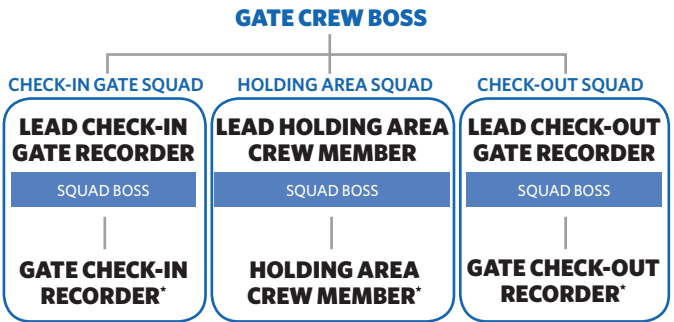 GATE CREW BOSS
CHECK-IN GATE SQUAD
HOLDING AREA SQUAD
CHECK-OUT SQUAD
LEAD CHECK-IN
GATE RECORDER
SQUAD BOSS
GATE CHECK-IN
RECORDER*
LEAD HOLDING AREA
CREW MEMBER
SQUAD BOSS
HOLDING AREA
CREW MEMBER*
LEAD CHECK-OUT
GATE RECORDER
SQUAD BOSS
GATE CHECK-OUT
RECORDER*